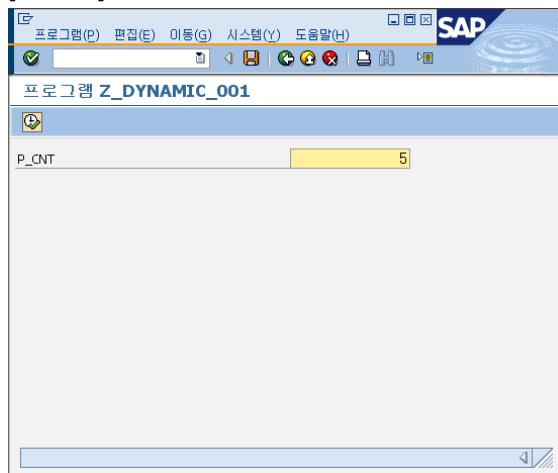 프로그램(P) 편집(E) 이동(G) 시스템(Y) 도움말(H)
SAP
프로그램 Z_DYNAMIC_001
P_CNT 5